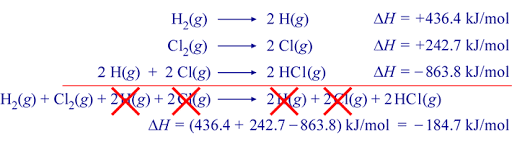 H₂(g) ⟶ 2 H(g) ΔH = +436.4 kJ/mol
Cl₂(g) ⟶ 2 Cl(g) ΔH = +242.7 kJ/mol
2 H(g) + 2 Cl(g) ⟶ 2 HCl(g) ΔH = −863.8 kJ/mol
H₂(g) + Cl₂(g) + 2 H(g) + 2 Cl(g) ⟶ 2 H(g) + 2 Cl(g) + 2 HCl(g)
ΔH = (436.4 + 242.7 − 863.8) kJ/mol = −184.7 kJ/mol